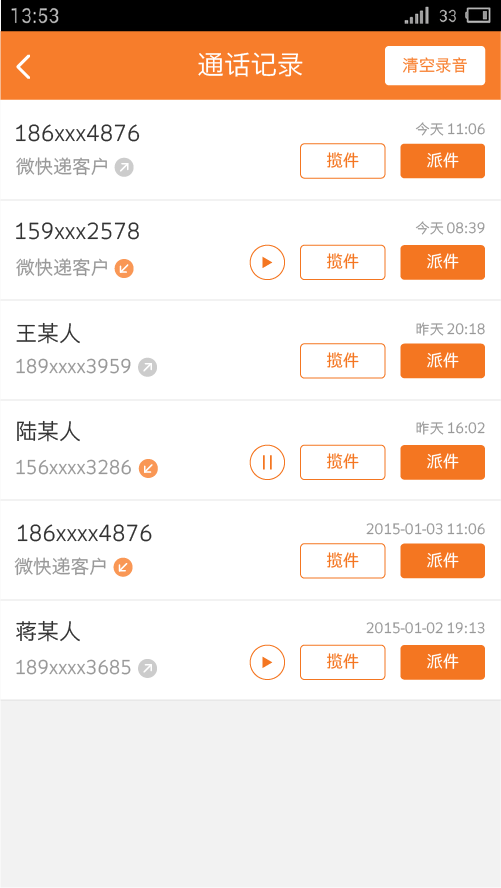 13:53 33
通话记录 清空录音
今天 11:06
186xxx4876
微快递客户 揽件 派件
今天 08:39
159xxx2578
微快递客户 揽件 派件
昨天 20:18
王某人
189xxxx3959 揽件 派件
昨天 16:02
陆某人
156xxxx3286 揽件 派件
2015-01-03 11:06
186xxxx4876
微快递客户 揽件 派件
2015-01-02 19:13
蒋某人
189xxxx3685 揽件 派件